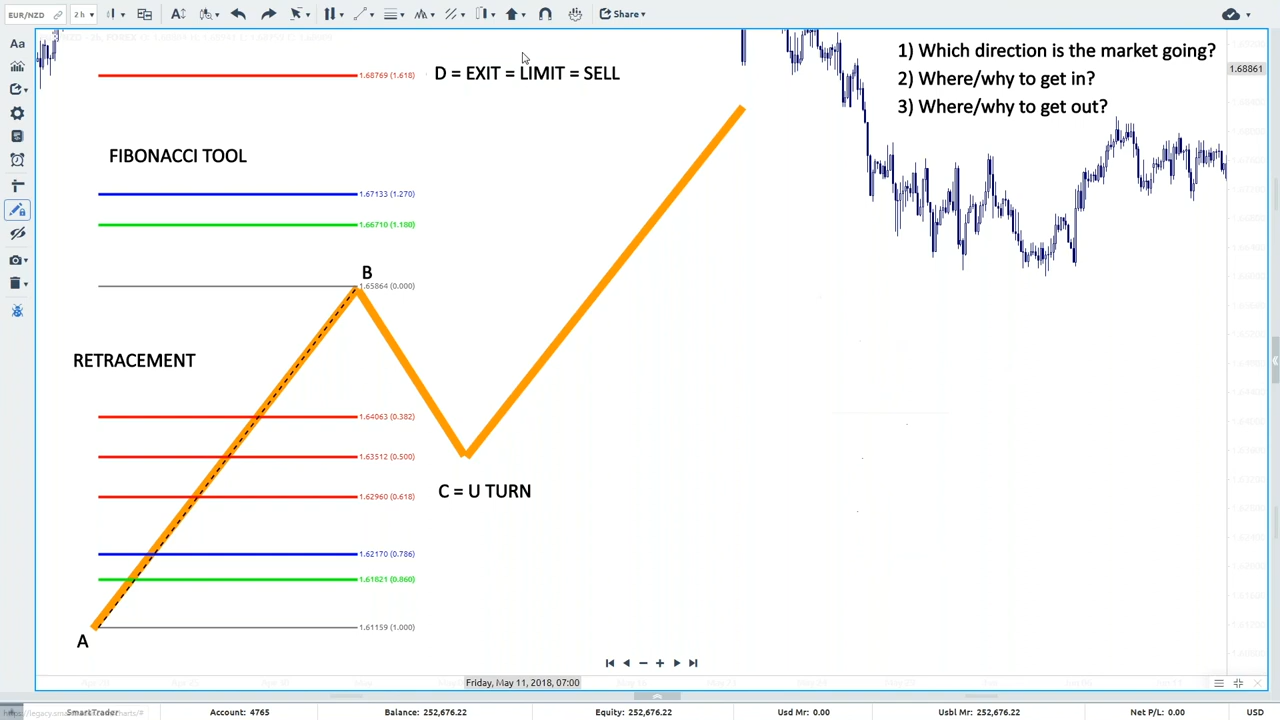 EUR/NZD
2 h
Share
1) Which direction is the market going?
2) Where/why to get in?
3) Where/why to get out?
D = EXIT = LIMIT = SELL
1.68769 (1.618)
1.68861
FIBONACCI TOOL
1.67133 (1.270)
1.66710 (1.188)
B
1.65864 (0.000)
RETRACEMENT
1.64063 (0.382)
1.63512 (0.500)
C = U TURN
1.62960 (0.618)
1.62170 (0.786)
1.61821 (0.860)
1.61159 (1.000)
A
Friday, May 11, 2018, 07:00
SmarkTrader
Account: 4765
Balance: 252,676.22
Equity: 252,676.22
Usd Mr: 0.00
Usbl Mr: 252,676.22
Net P/L: 0.00
USD